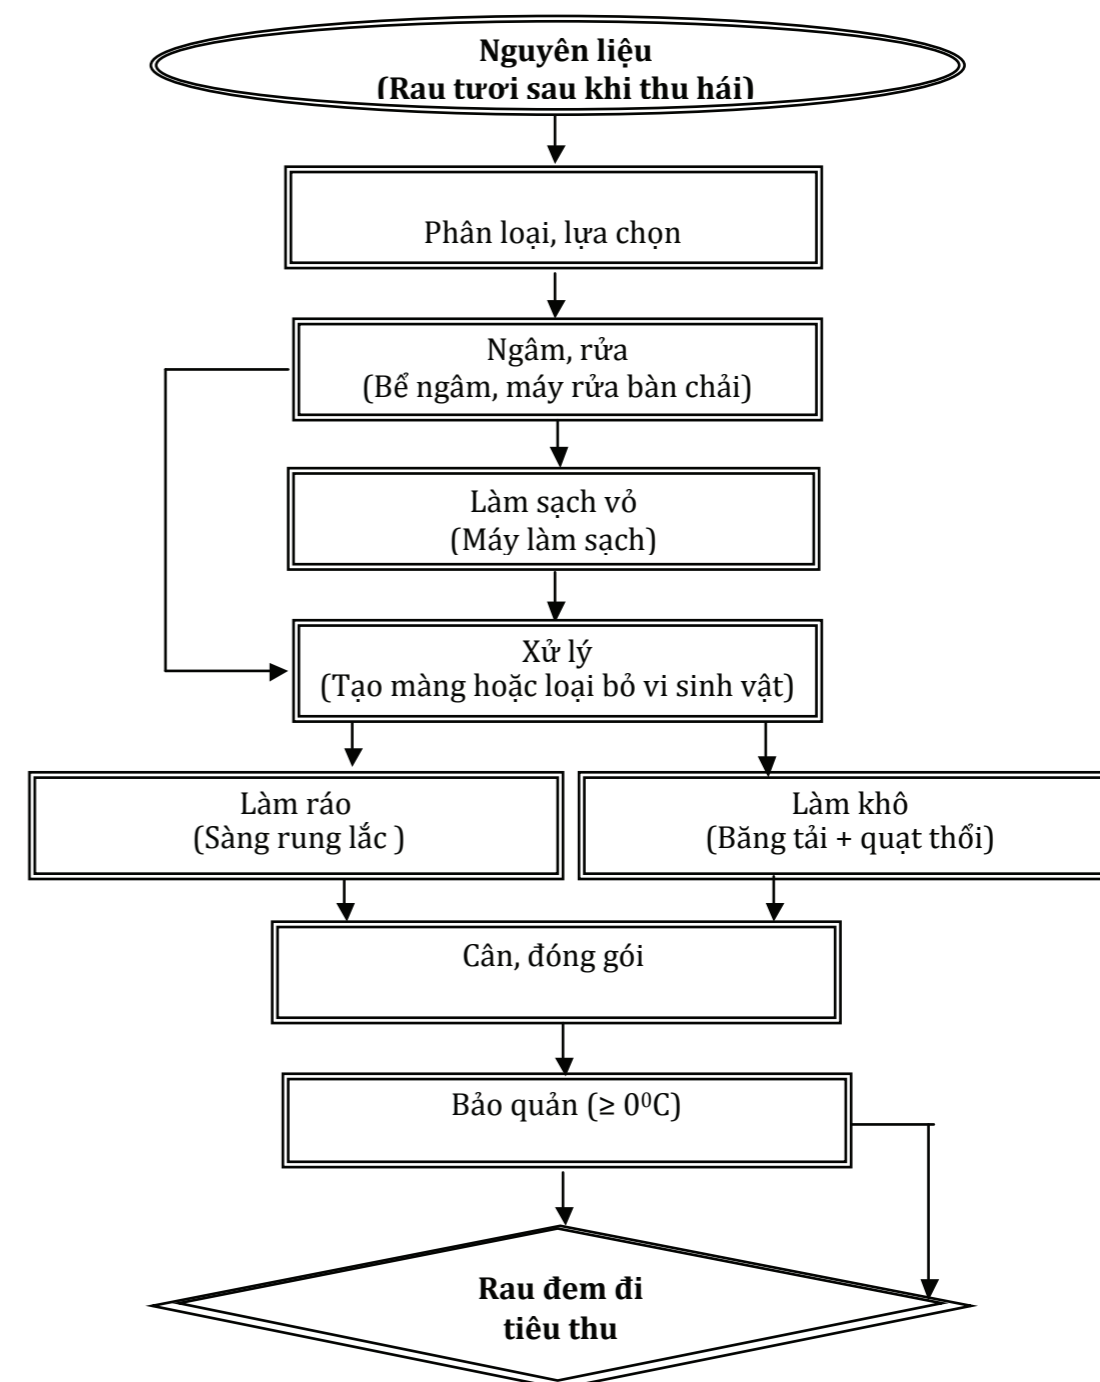 Nguyên liệu
(Rau tươi sau khi thu hái)
Phân loại, lựa chọn
Ngâm, rửa
(Bể ngâm, máy rửa bàn chải)
Làm sạch vỏ
(Máy làm sạch)
Xử lý
(Tạo màng hoặc loại bỏ vi sinh vật)
Làm ráo
(Sàng rung lắc )
Làm khô
(Băng tải + quạt thổi)
Cân, đóng gói
Bảo quản (≥ 0⁰C)
Rau đem đi
tiêu thu